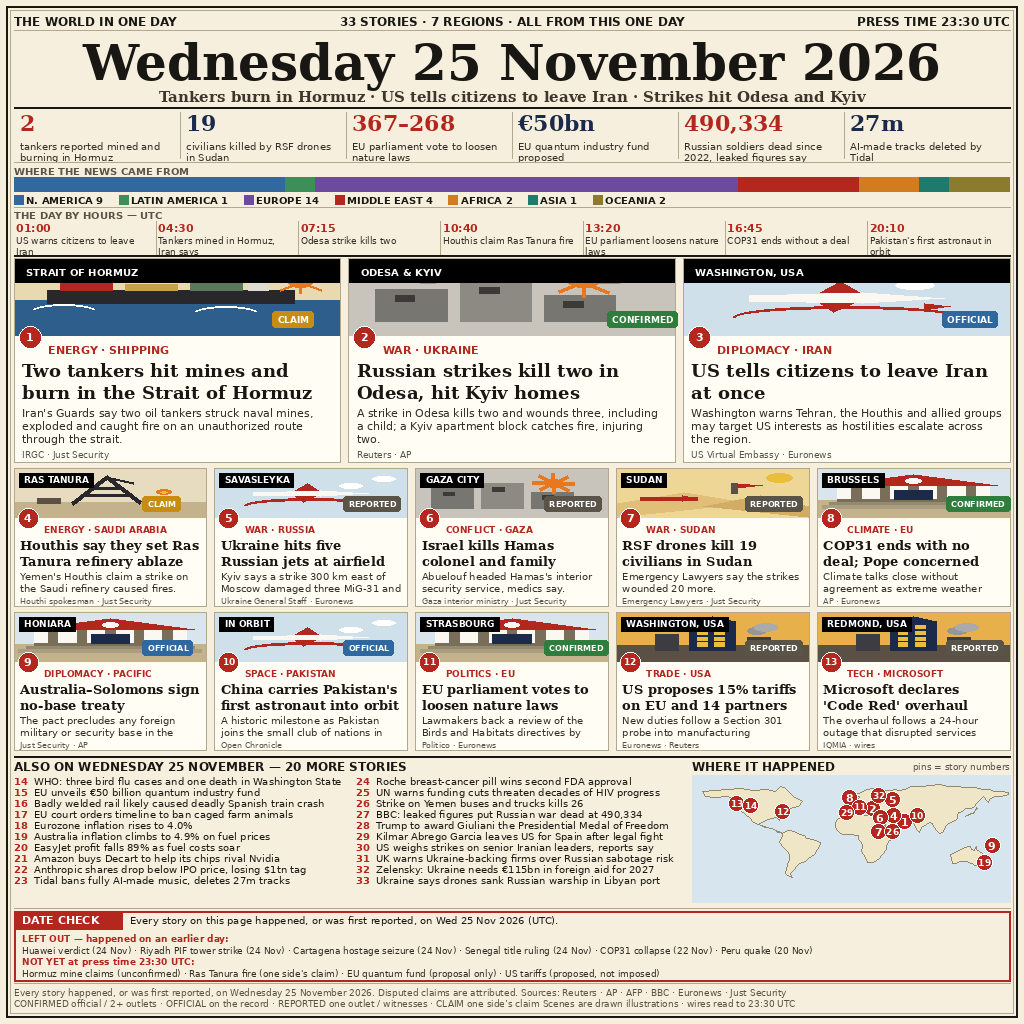 THE WORLD IN ONE DAY
33 STORIES · 7 REGIONS · ALL FROM THIS ONE DAY
PRESS TIME 23:30 UTC
Wednesday 25 November 2026
Tankers burn in Hormuz · US tells citizens to leave Iran · Strikes hit Odesa and Kyiv
2
tankers reported mined and
burning in Hormuz
19
civilians killed by RSF drones
in Sudan
367–268
EU parliament vote to loosen
nature laws
€50bn
EU quantum industry fund
proposed
490,334
Russian soldiers dead since
2022, leaked figures say
27m
AI-made tracks deleted by
Tidal
WHERE THE NEWS CAME FROM
N. AMERICA 9
LATIN AMERICA 1
EUROPE 14
MIDDLE EAST 4
AFRICA 2
ASIA 1
OCEANIA 2
THE DAY BY HOURS — UTC
01:00
US warns citizens to leave
Iran
04:30
Tankers mined in Hormuz,
Iran says
07:15
Odesa strike kills two
10:40
Houthis claim Ras Tanura fire
13:20
EU parliament loosens nature
laws
16:45
COP31 ends without a deal
20:10
Pakistan's first astronaut in
orbit
STRAIT OF HORMUZ
CLAIM
1
ENERGY · SHIPPING
Two tankers hit mines and
burn in the Strait of Hormuz
Iran's Guards say two oil tankers struck naval mines,
exploded and caught fire on an unauthorized route
through the strait.
IRGC · Just Security
ODESA & KYIV
CONFIRMED
2
WAR · UKRAINE
Russian strikes kill two in
Odesa, hit Kyiv homes
A strike in Odesa kills two and wounds three, including
a child; a Kyiv apartment block catches fire, injuring
two.
Reuters · AP
WASHINGTON, USA
OFFICIAL
3
DIPLOMACY · IRAN
US tells citizens to leave Iran
at once
Washington warns Tehran, the Houthis and allied groups
may target US interests as hostilities escalate across
the region.
US Virtual Embassy · Euronews
RAS TANURA
CLAIM
4
ENERGY · SAUDI ARABIA
Houthis say they set Ras
Tanura refinery ablaze
Yemen's Houthis claim a strike on
the Saudi refinery caused fires.
Houthi spokesman · Just Security
SAVASLEYKA
REPORTED
5
WAR · RUSSIA
Ukraine hits five
Russian jets at airfield
Kyiv says a strike 300 km east of
Moscow damaged three MiG-31 and
Ukraine General Staff · Euronews
GAZA CITY
REPORTED
6
CONFLICT · GAZA
Israel kills Hamas
colonel and family
Abuelouf headed Hamas's interior
security service, medics say.
Gaza interior ministry · Just Security
SUDAN
REPORTED
7
WAR · SUDAN
RSF drones kill 19
civilians in Sudan
Emergency Lawyers say the strikes
wounded 20 more.
Emergency Lawyers · Just Security
BRUSSELS
CONFIRMED
8
CLIMATE · EU
COP31 ends with no
deal; Pope concerned
Climate talks close without
agreement as extreme weather
AP · Euronews
HONIARA
OFFICIAL
9
DIPLOMACY · PACIFIC
Australia–Solomons sign
no-base treaty
The pact precludes any foreign
military or security base in the
Just Security · AP
IN ORBIT
OFFICIAL
10
SPACE · PAKISTAN
China carries Pakistan's
first astronaut into orbit
A historic milestone as Pakistan
joins the small club of nations in
Open Chronicle
STRASBOURG
CONFIRMED
11
POLITICS · EU
EU parliament votes to
loosen nature laws
Lawmakers back a review of the
Birds and Habitats directives by
Politico · Euronews
WASHINGTON, USA
REPORTED
12
TRADE · USA
US proposes 15% tariffs
on EU and 14 partners
New duties follow a Section 301
probe into manufacturing
Euronews · Reuters
REDMOND, USA
REPORTED
13
TECH · MICROSOFT
Microsoft declares
'Code Red' overhaul
The overhaul follows a 24-hour
outage that disrupted services
IQMIA · wires
ALSO ON WEDNESDAY 25 NOVEMBER — 20 MORE STORIES
14 WHO: three bird flu cases and one death in Washington State
15 EU unveils €50 billion quantum industry fund
16 Badly welded rail likely caused deadly Spanish train crash
17 EU court orders timeline to ban caged farm animals
18 Eurozone inflation rises to 4.0%
19 Australia inflation climbs to 4.9% on fuel prices
20 EasyJet profit falls 89% as fuel costs soar
21 Amazon buys Decart to help its chips rival Nvidia
22 Anthropic shares drop below IPO price, losing $1tn tag
23 Tidal bans fully AI-made music, deletes 27m tracks
24 Roche breast-cancer pill wins second FDA approval
25 UN warns funding cuts threaten decades of HIV progress
26 Strike on Yemen buses and trucks kills 26
27 BBC: leaked figures put Russian war dead at 490,334
28 Trump to award Giuliani the Presidential Medal of Freedom
29 Kilmar Abrego Garcia leaves US for Spain after legal fight
30 US weighs strikes on senior Iranian leaders, reports say
31 UK warns Ukraine-backing firms over Russian sabotage risk
32 Zelensky: Ukraine needs €115bn in foreign aid for 2027
33 Ukraine says drones sank Russian warship in Libyan port
WHERE IT HAPPENED
pins = story numbers
13
14
12
8
29
11
2
32
5
6
4
1
10
7
26
9
19
DATE CHECK
Every story on this page happened, or was first reported, on Wed 25 Nov 2026 (UTC).
LEFT OUT — happened on an earlier day:
Huawei verdict (24 Nov) · Riyadh PIF tower strike (24 Nov) · Cartagena hostage seizure (24 Nov) · Senegal title ruling (24 Nov) · COP31 collapse (22 Nov) · Peru quake (20 Nov)
NOT YET at press time 23:30 UTC:
Hormuz mine claims (unconfirmed) · Ras Tanura fire (one side's claim) · EU quantum fund (proposal only) · US tariffs (proposed, not imposed)
Every story happened, or was first reported, on Wednesday 25 November 2026. Disputed claims are attributed. Sources: Reuters · AP · AFP · BBC · Euronews · Just Security
CONFIRMED official / 2+ outlets · OFFICIAL on the record · REPORTED one outlet / witnesses · CLAIM one side's claim Scenes are drawn illustrations · wires read to 23:30 UTC